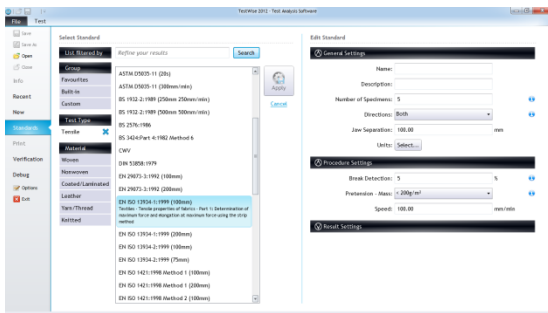 TestWise 2012 - Test Analysis Software
File
Test
Save
Save As
Open
Close
Info
Recent
New
Standards
Print
Verification
Debug
Options
Exit
Select Standard
List filtered by
Refine your results
Search
Group
Favourites
Built-in
Custom
Test Type
Tensile
Material
Woven
Nonwoven
Coated/Laminated
Leather
Yarn/Thread
Knitted
ASTM D5035-11 (20s)
ASTM D5035-11 (300mm/min)
BS 1932-2:1989 (250mm 250mm/min)
BS 1932-2:1989 (500mm 500mm/min)
BS 2576:1986
BS 3424:Part 4:1982 Method 6
CWV
DIN 53858:1979
EN 29073-3:1992 (100mm)
EN 29073-3:1992 (200mm)
EN ISO 13934-1:1999 (100mm)
Textiles - Tensile properties of fabrics - Part 1: Determination of
maximum force and elongation at maximum force using the strip
method
EN ISO 13934-1:1999 (200mm)
EN ISO 13934-2:1999 (100mm)
EN ISO 13934-2:1999 (75mm)
EN ISO 1421:1998 Method 1 (100mm)
EN ISO 1421:1998 Method 1 (200mm)
EN ISO 1421:1998 Method 2 (100mm)
Apply
Cancel
Edit Standard
General Settings
Name:
Description:
Number of Specimens: 5
Directions: Both
Jaw Separation: 100.00 mm
Units: Select...
Procedure Settings
Break Detection: 5 %
Pretension - Mass: < 200g/m²
Speed: 100.00 mm/min
Result Settings